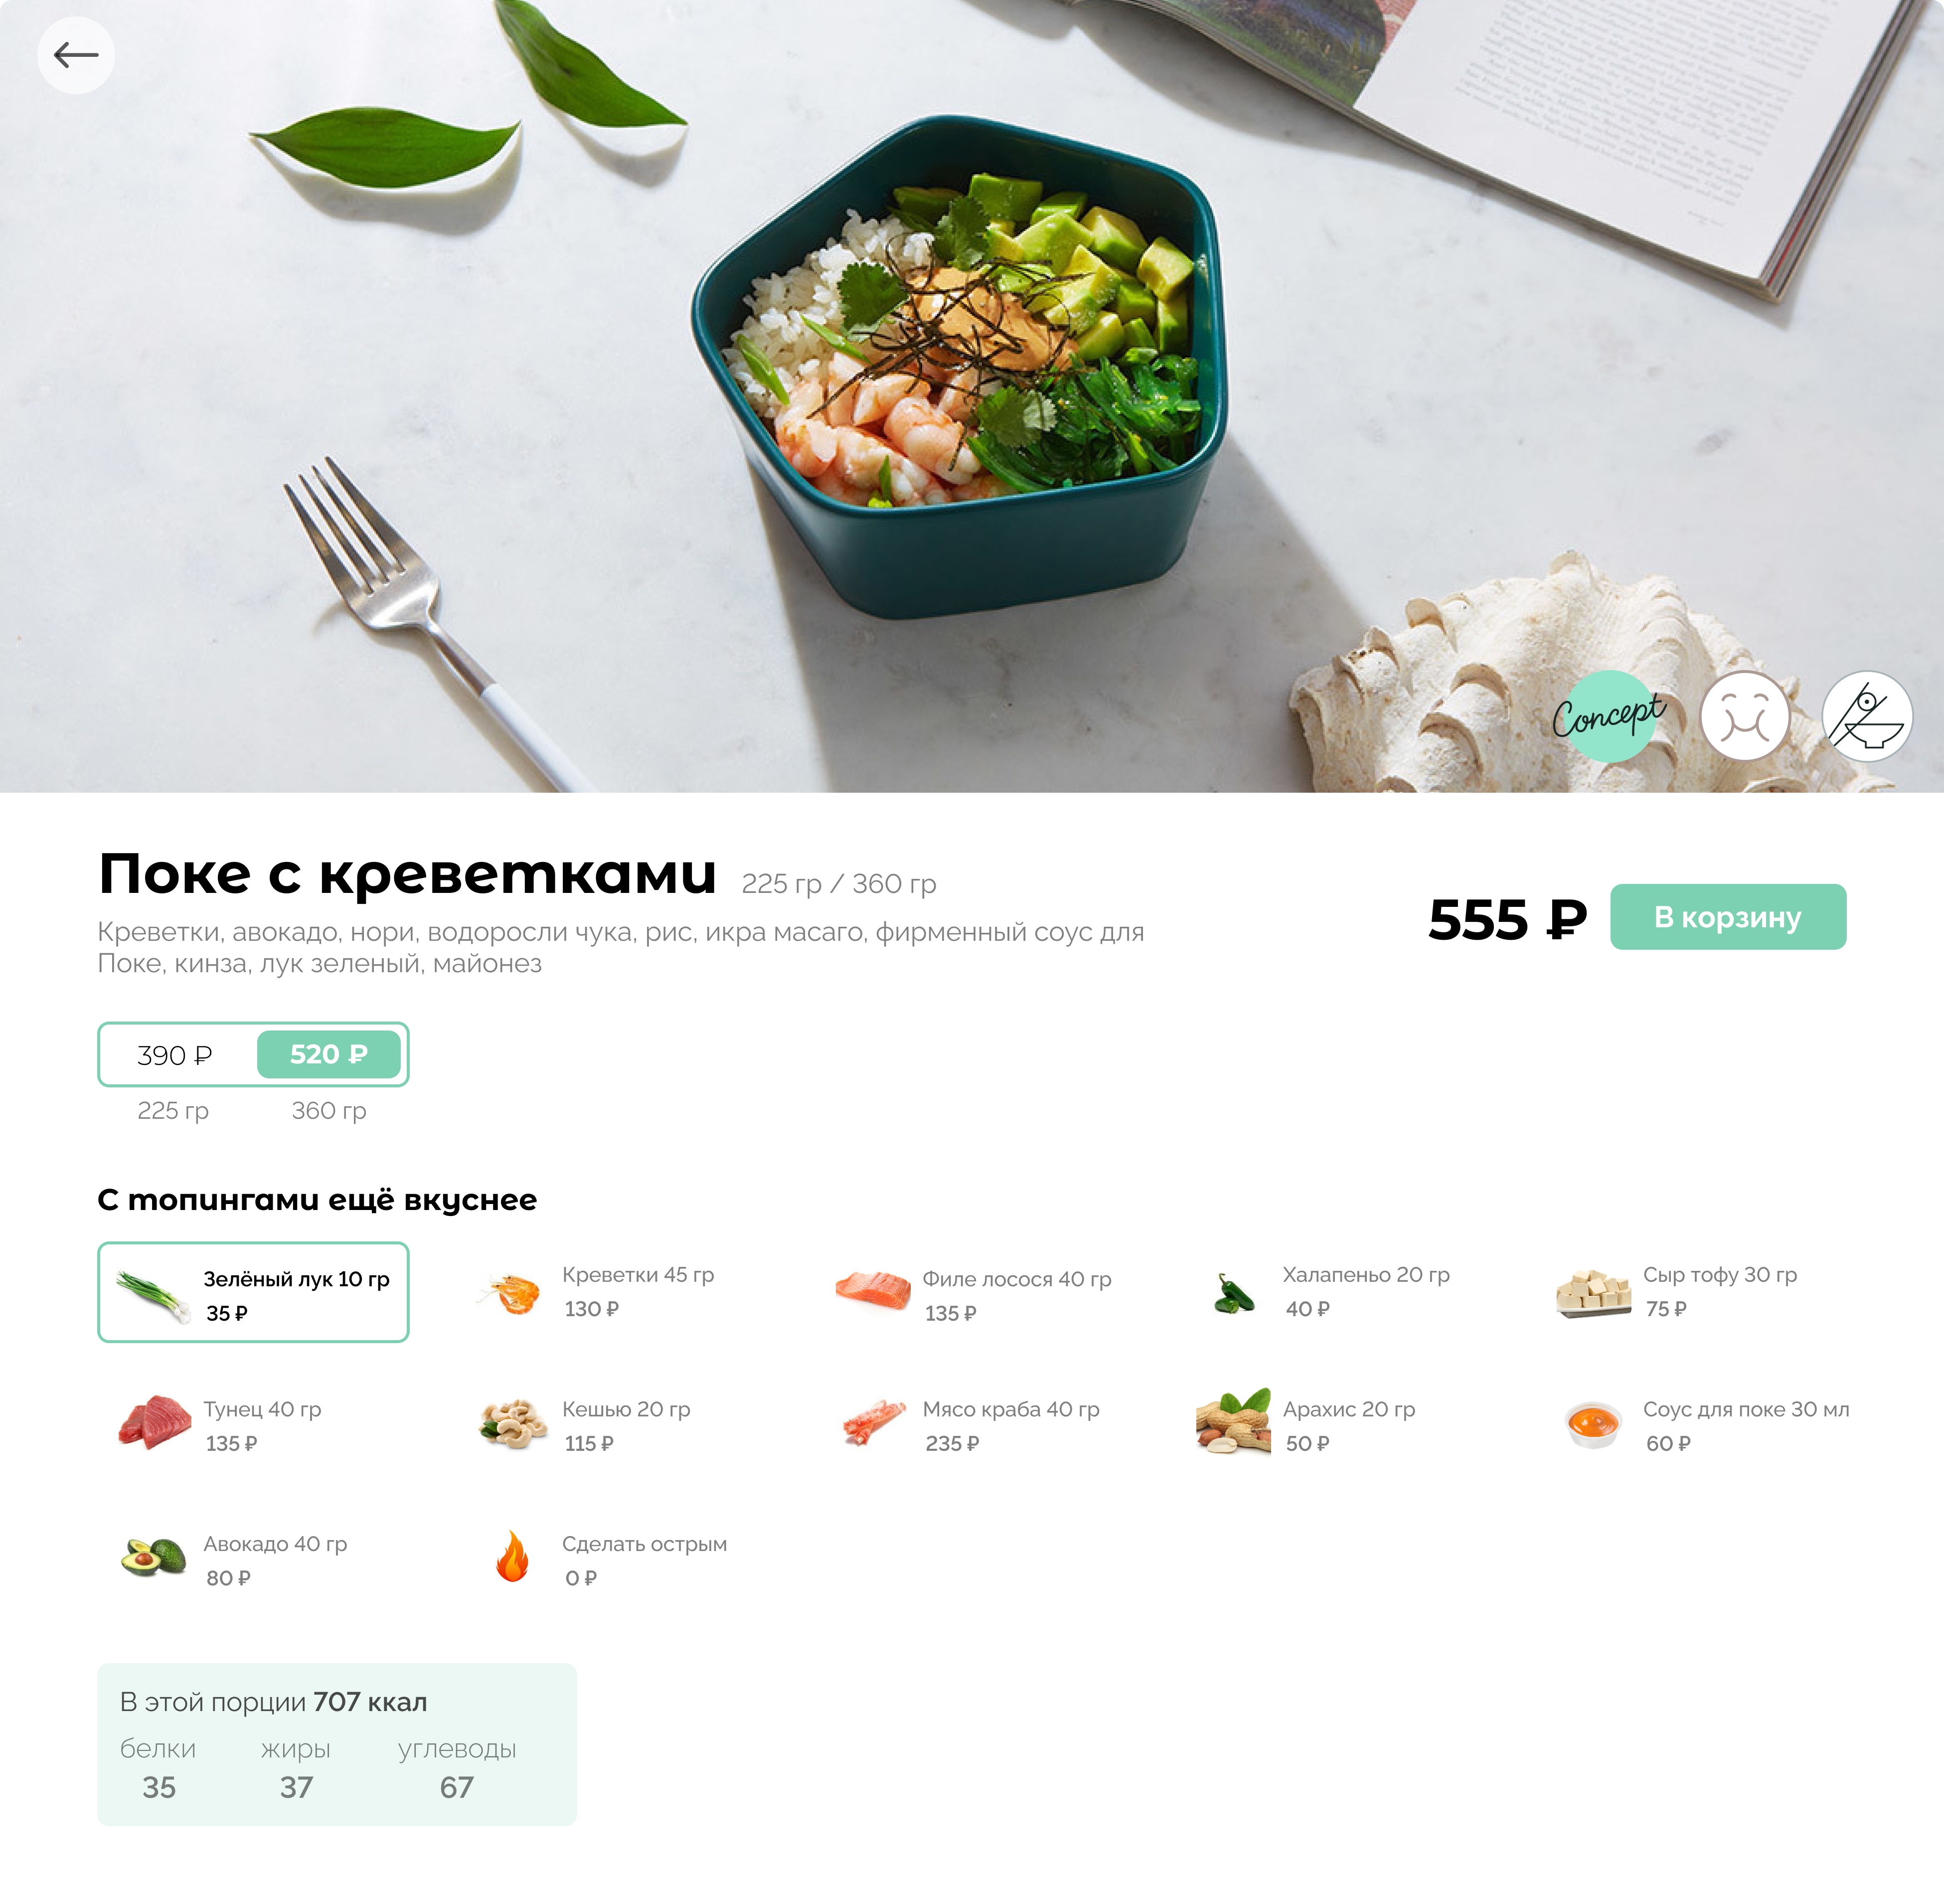 Concept
Поке с креветками 225 гр / 360 гр
Креветки, авокадо, нори, водоросли чука, рис, икра масаго, фирменный соус для
Поке, кинза, лук зеленый, майонез
555 ₽ В корзину
390 ₽ 520 ₽
225 гр 360 гр
С топингами ещё вкуснее
Зелёный лук 10 гр
35 ₽
Креветки 45 гр
130 ₽
Филе лосося 40 гр
135 ₽
Халапеньо 20 гр
40 ₽
Сыр тофу 30 гр
75 ₽
Тунец 40 гр
135 ₽
Кешью 20 гр
115 ₽
Мясо краба 40 гр
235 ₽
Арахис 20 гр
50 ₽
Соус для поке 30 мл
60 ₽
Авокадо 40 гр
80 ₽
Сделать острым
0 ₽
В этой порции 707 ккал
белки жиры углеводы
35 37 67